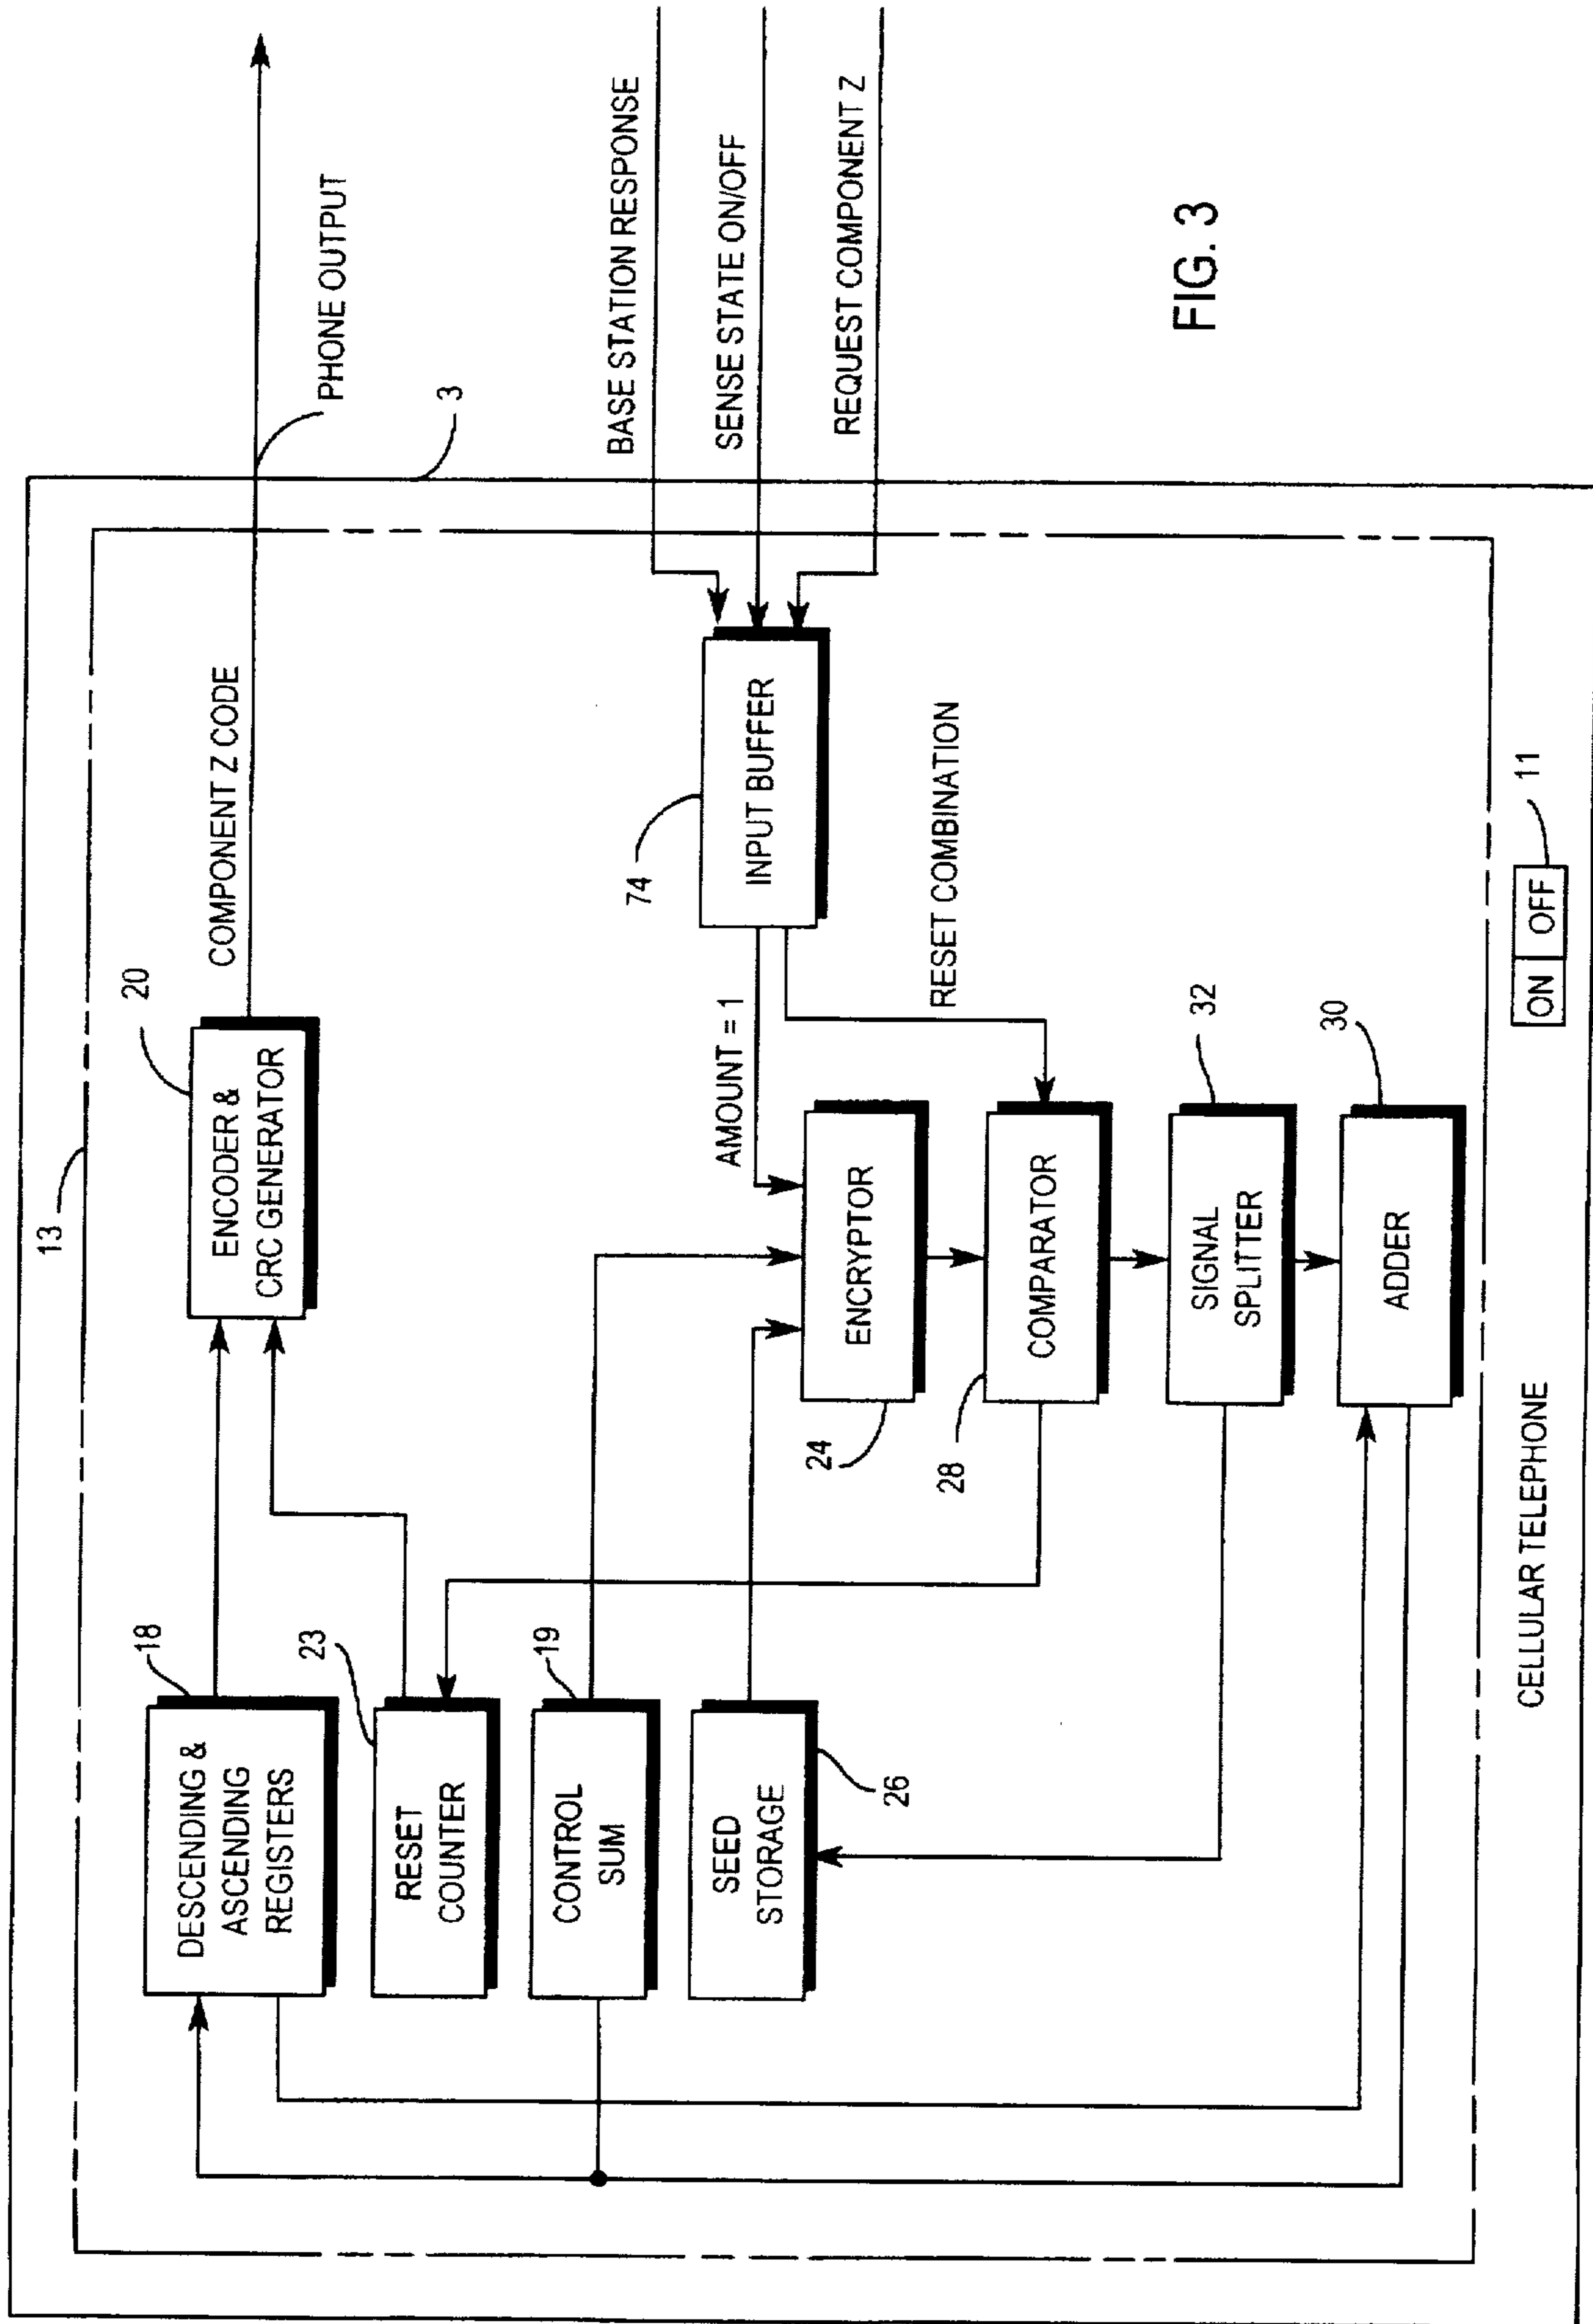 13
20
ENCODER &
CRC GENERATOR
COMPONENT Z CODE
PHONE OUTPUT
3
18
DESCENDING &
ASCENDING
REGISTERS
23
RESET
COUNTER
19
CONTROL
SUM
SEED
STORAGE
26
BASE STATION RESPONSE
SENSE STATE ON/OFF
REQUEST COMPONENT Z
74
INPUT BUFFER
AMOUNT = 1
RESET COMBINATION
ENCRYPTOR
24
COMPARATOR
28
SIGNAL
SPLITTER
32
ADDER
30
ON OFF
11
CELLULAR TELEPHONE
FIG. 3